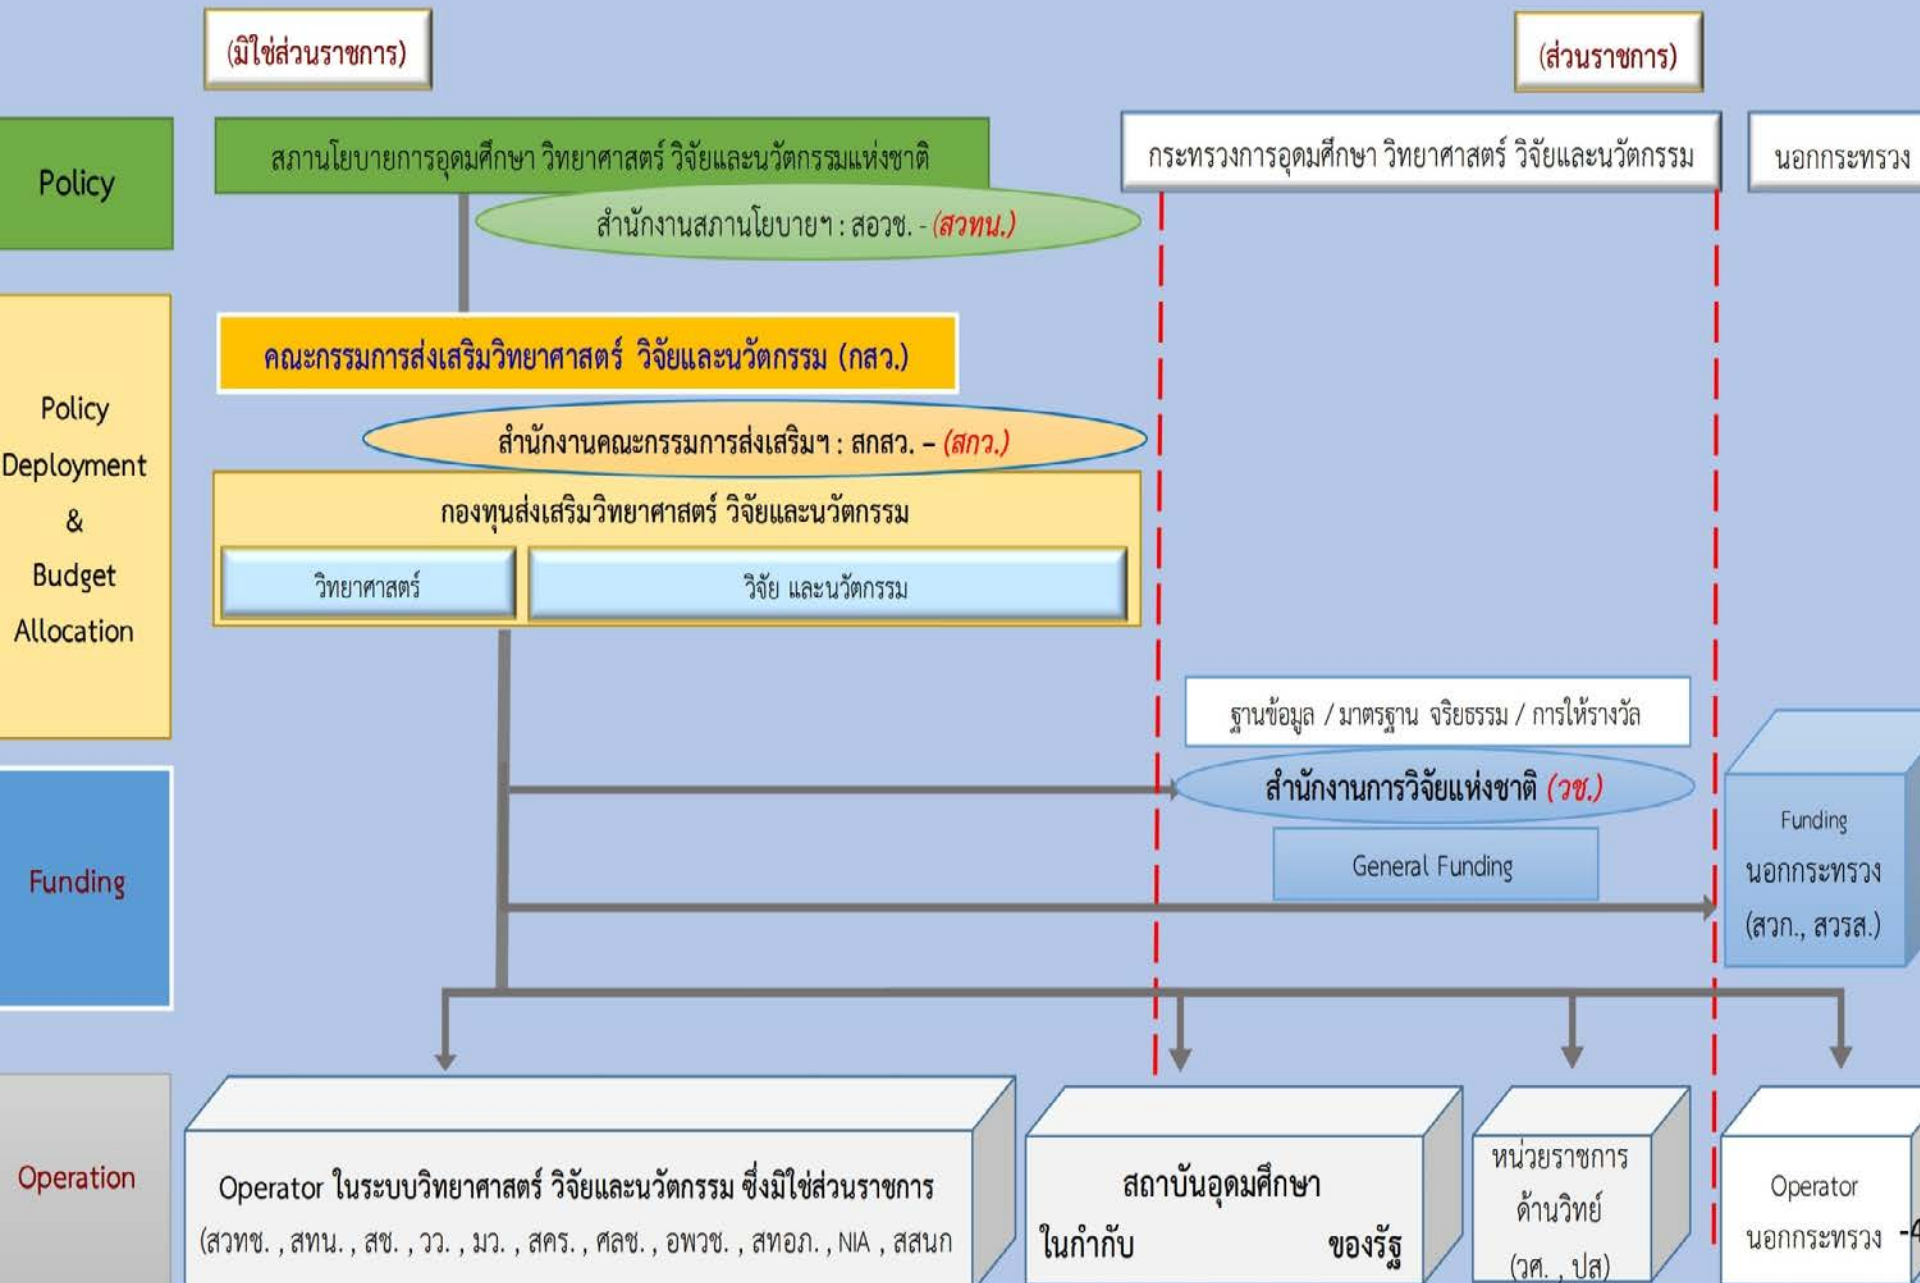 (มิใช่ส่วนราชการ)
(ส่วนราชการ)
Policy
สภานโยบายการอุดมศึกษา วิทยาศาสตร์ วิจัยและนวัตกรรมแห่งชาติ
กระทรวงการอุดมศึกษา วิทยาศาสตร์ วิจัยและนวัตกรรม
นอกกระทรวง
สำนักงานสภานโยบายฯ : สอวช. - (สวทน.)
Policy
Deployment
&
Budget
Allocation
คณะกรรมการส่งเสริมวิทยาศาสตร์ วิจัยและนวัตกรรม (กสว.)
สำนักงานคณะกรรมการส่งเสริมฯ : สกสว. – (สกว.)
กองทุนส่งเสริมวิทยาศาสตร์ วิจัยและนวัตกรรม
วิทยาศาสตร์
วิจัย และนวัตกรรม
ฐานข้อมูล / มาตรฐาน จริยธรรม / การให้รางวัล
สำนักงานการวิจัยแห่งชาติ (วช.)
General Funding
Funding
Funding
นอกกระทรวง
(สวก., สวรส.)
Operation
Operator ในระบบวิทยาศาสตร์ วิจัยและนวัตกรรม ซึ่งมิใช่ส่วนราชการ
(สวทช. , สทน. , สช. , วว. , มว. , สคร. , ศลช. , อพวช. , สทอภ. , NIA , สสนก
สถาบันอุดมศึกษา
ในกำกับ ของรัฐ
หน่วยราชการ
ด้านวิทย์
(วศ. , ปส)
Operator
นอกกระทรวง
-4